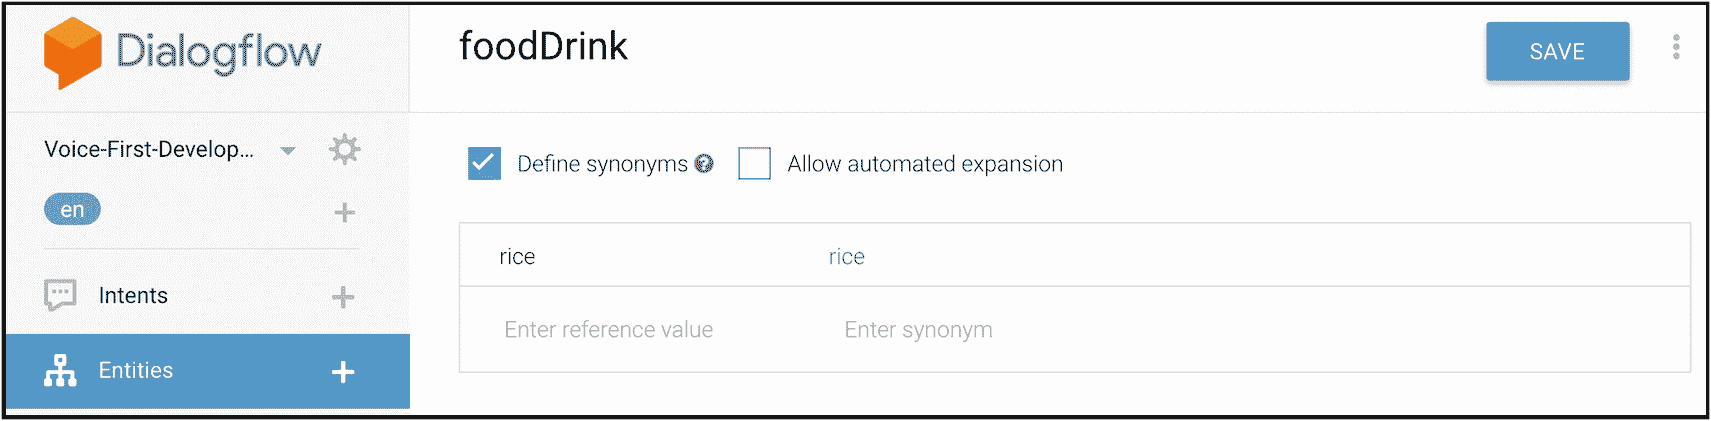 Dialogflow
foodDrink
SAVE
Voice-First-Develop...
en
Intents
Entities
Define synonyms
Allow automated expansion
rice rice
Enter reference value Enter synonym